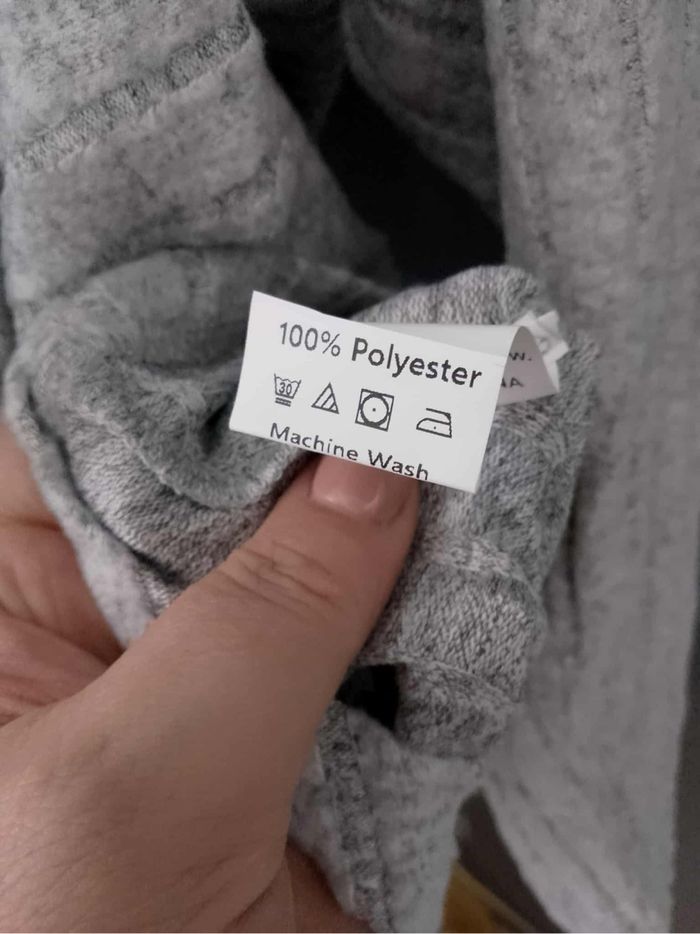 100% Polyester
30
Machine Wash
w.